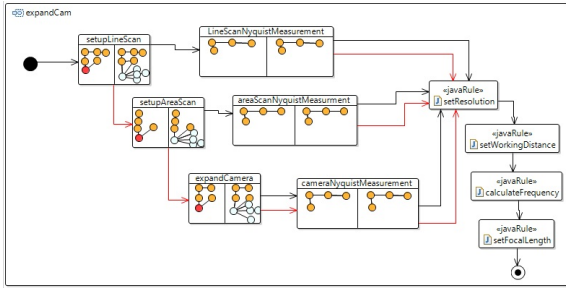 expandCam
setupLineScan
LineScanNyquistMeasurement
setupAreaScan
areaScanNyquistMeasurment
«javaRule»
setResolution
«javaRule»
setWorkingDistance
expandCamera
cameraNyquistMeasurement
«javaRule»
calculateFrequency
«javaRule»
setFocalLength